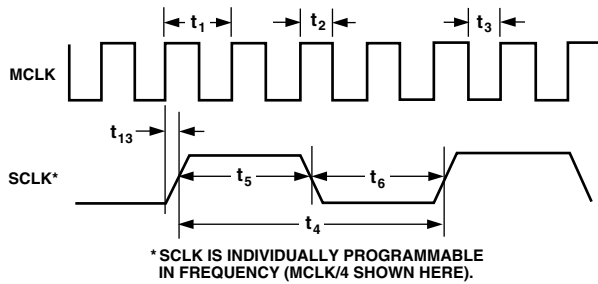 t1 t2 t3
MCLK
t13
SCLK*
t5 t6
t4
* SCLK IS INDIVIDUALLY PROGRAMMABLE
IN FREQUENCY (MCLK/4 SHOWN HERE).